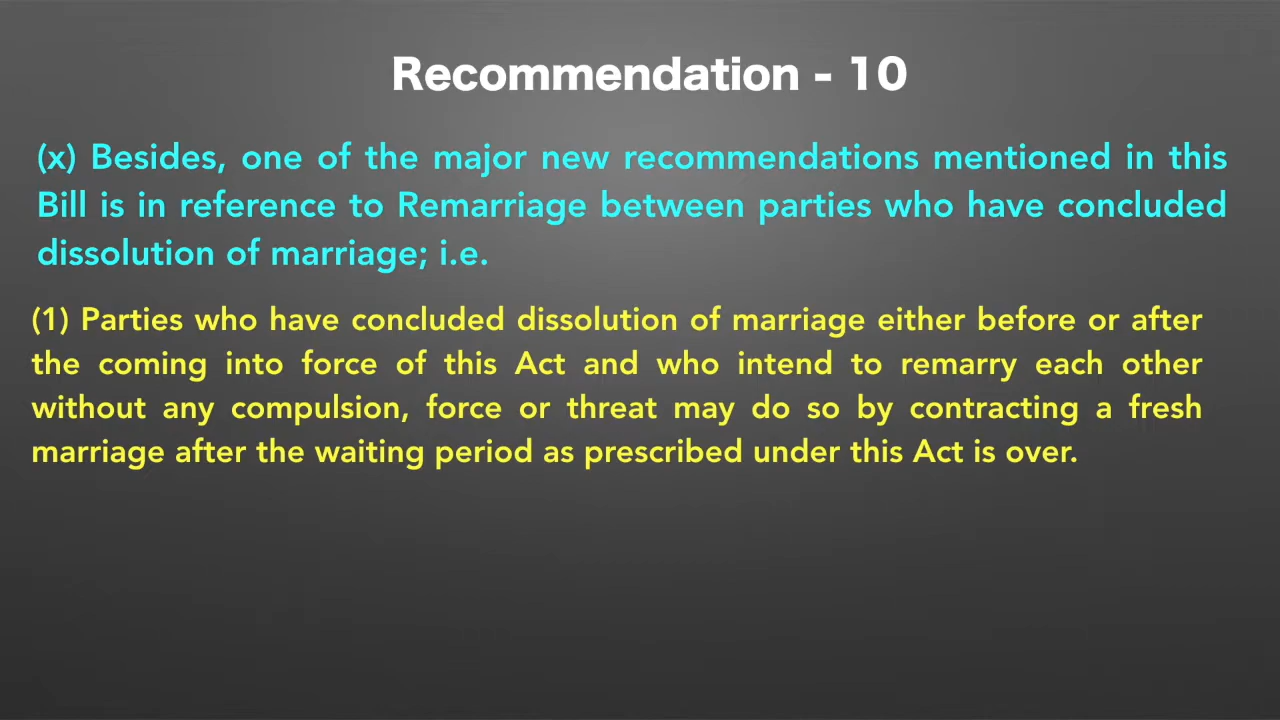 Recommendation - 10
(x) Besides, one of the major new recommendations mentioned in this
Bill is in reference to Remarriage between parties who have concluded
dissolution of marriage; i.e.
(1) Parties who have concluded dissolution of marriage either before or after
the coming into force of this Act and who intend to remarry each other
without any compulsion, force or threat may do so by contracting a fresh
marriage after the waiting period as prescribed under this Act is over.